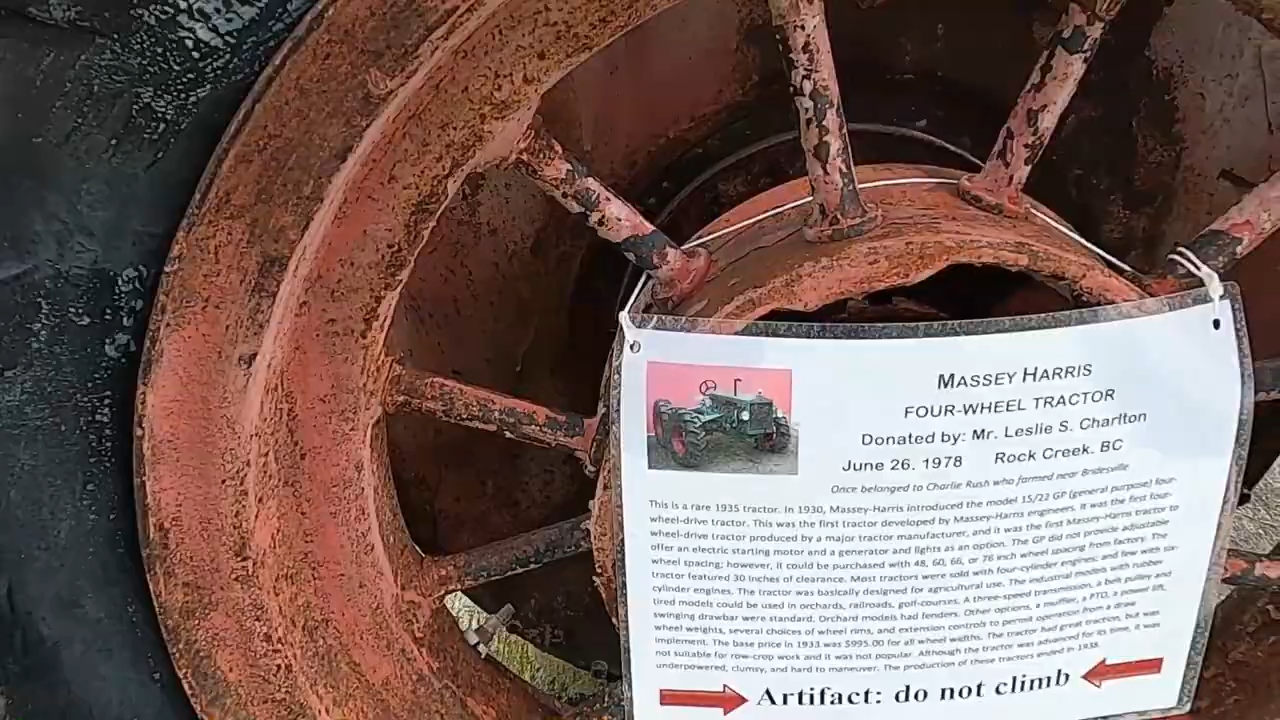 MASSEY HARRIS
FOUR-WHEEL TRACTOR
Donated by: Mr. Leslie S. Charlton
June 26. 1978 Rock Creek. BC
Once belonged to Charlie Rush who farmed near Bridesville
This is a rare 1935 tractor. In 1930, Massey-Harris introduced the model 15/22 GP (general purpose) four-
wheel-drive tractor. This was the first tractor developed by Massey-Harris engineers. It was the first four-
wheel-drive tractor produced by a major tractor manufacturer, and it was the first Massey-Harris tractor to
offer an electric starting motor and a generator and lights as an option. The GP did not provide adjustable
wheel spacing; however, it could be purchased with 48, 60, 66, or 76 inch wheel spacing from factory. The
tractor featured 30 inches of clearance. Most tractors were sold with four-cylinder engines; and few with six-
cylinder engines. The tractor was basically designed for agricultural use. The industrial models with rubber
tired models could be used in orchards, railroads, golf-courses. A three-speed transmission, a belt pulley and
swinging drawbar were standard. Orchard models had fenders. Other options, a muffler, a PTO, a power lift,
wheel weights, several choices of wheel rims, and extension controls to permit operation from a draw
implement. The base price in 1933 was $995.00 for all wheel widths. The tractor had great traction, but was
not suitable for row-crop work and it was not popular. Although the tractor was advanced for its time, it was
underpowered, clumsy, and hard to maneuver. The production of these tractors ended in 1938.
Artifact: do not climb